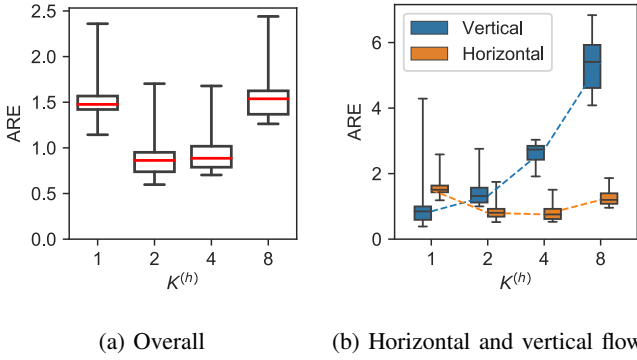 2.5
2.0
1.5
1.0
0.5
0.0
ARE
1 2 4 8
K^(h)
(a) Overall
6
4
2
0
ARE
Vertical
Horizontal
1 2 4 8
K^(h)
(b) Horizontal and vertical flow